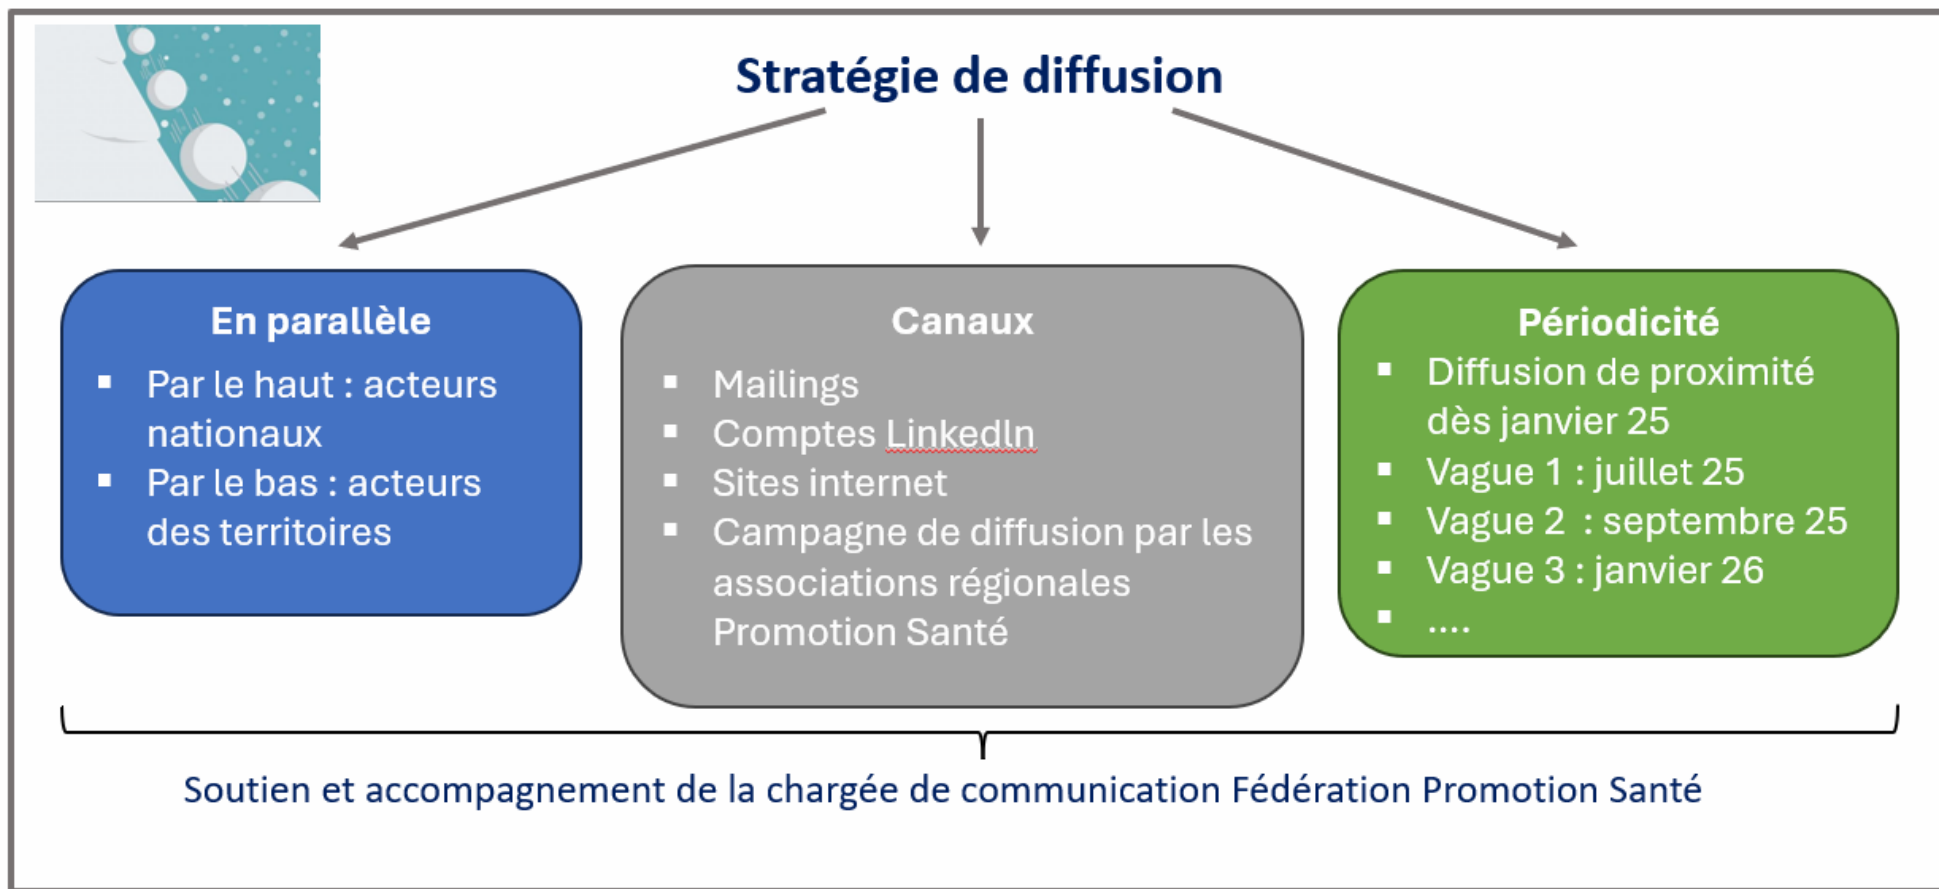 Stratégie de diffusion
En parallèle
▪ Par le haut : acteurs
nationaux
▪ Par le bas : acteurs
des territoires
Canaux
▪ Mailings
▪ Comptes LinkedIn
▪ Sites internet
▪ Campagne de diffusion par les
associations régionales
Promotion Santé
Périodicité
▪ Diffusion de proximité
dès janvier 25
▪ Vague 1 : juillet 25
▪ Vague 2  : septembre 25
▪ Vague 3 : janvier 26
▪ ....
Soutien et accompagnement de la chargée de communication Fédération Promotion Santé